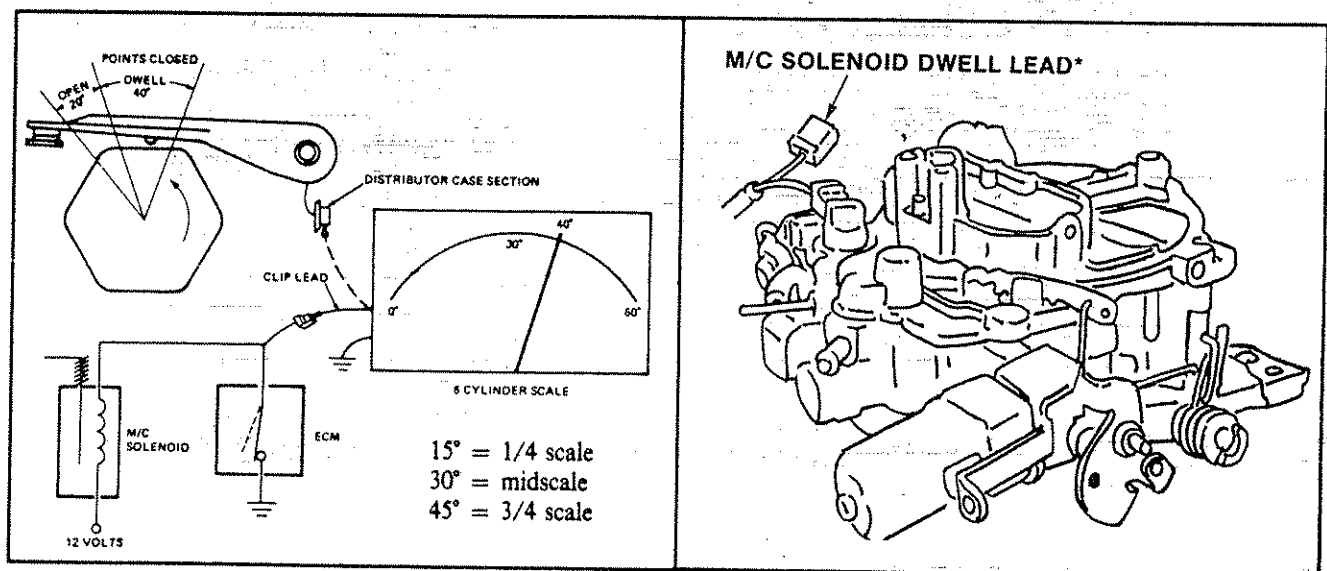 POINTS CLOSED
OPEN
20°
DWELL
40°
DISTRIBUTOR CASE SECTION
CLIP LEAD
0°
30°
40°
60°
6 CYLINDER SCALE
M/C
SOLENOID
ECM
12 VOLTS
15° = 1/4 scale
30° = midscale
45° = 3/4 scale
M/C SOLENOID DWELL LEAD*